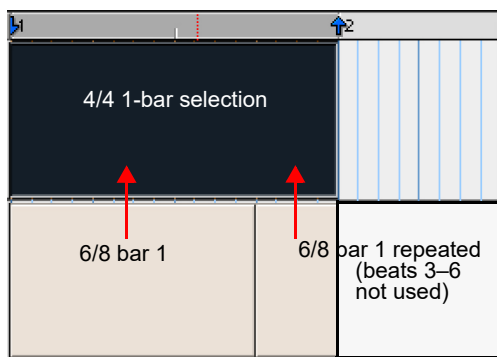 1
2
4/4 1-bar selection
6/8 bar 1
6/8 bar 1 repeated
(beats 3–6
not used)